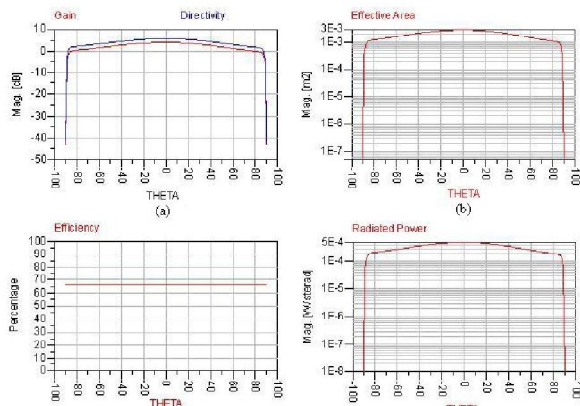 Gain Directivity
Mag. [dB]
10
0
-10
-20
-30
-40
-50
-100 -80 -60 -40 -20 0 20 40 60 80 100
THETA
(a)
Effective Area
Mag. [m2]
3E-3
1E-3
1E-4
1E-5
1E-6
1E-7
-100 -80 -60 -40 -20 0 20 40 60 80 100
THETA
(b)
Efficiency
Percentage
100
90
80
70
60
50
40
30
20
10
0
-100 -80 -60 -40 -20 0 20 40 60 80 100
THETA
Radiated Power
Mag. [W/sterad]
5E-4
1E-4
1E-5
1E-6
1E-7
1E-8
-100 -80 -60 -40 -20 0 20 40 60 80 100
THETA